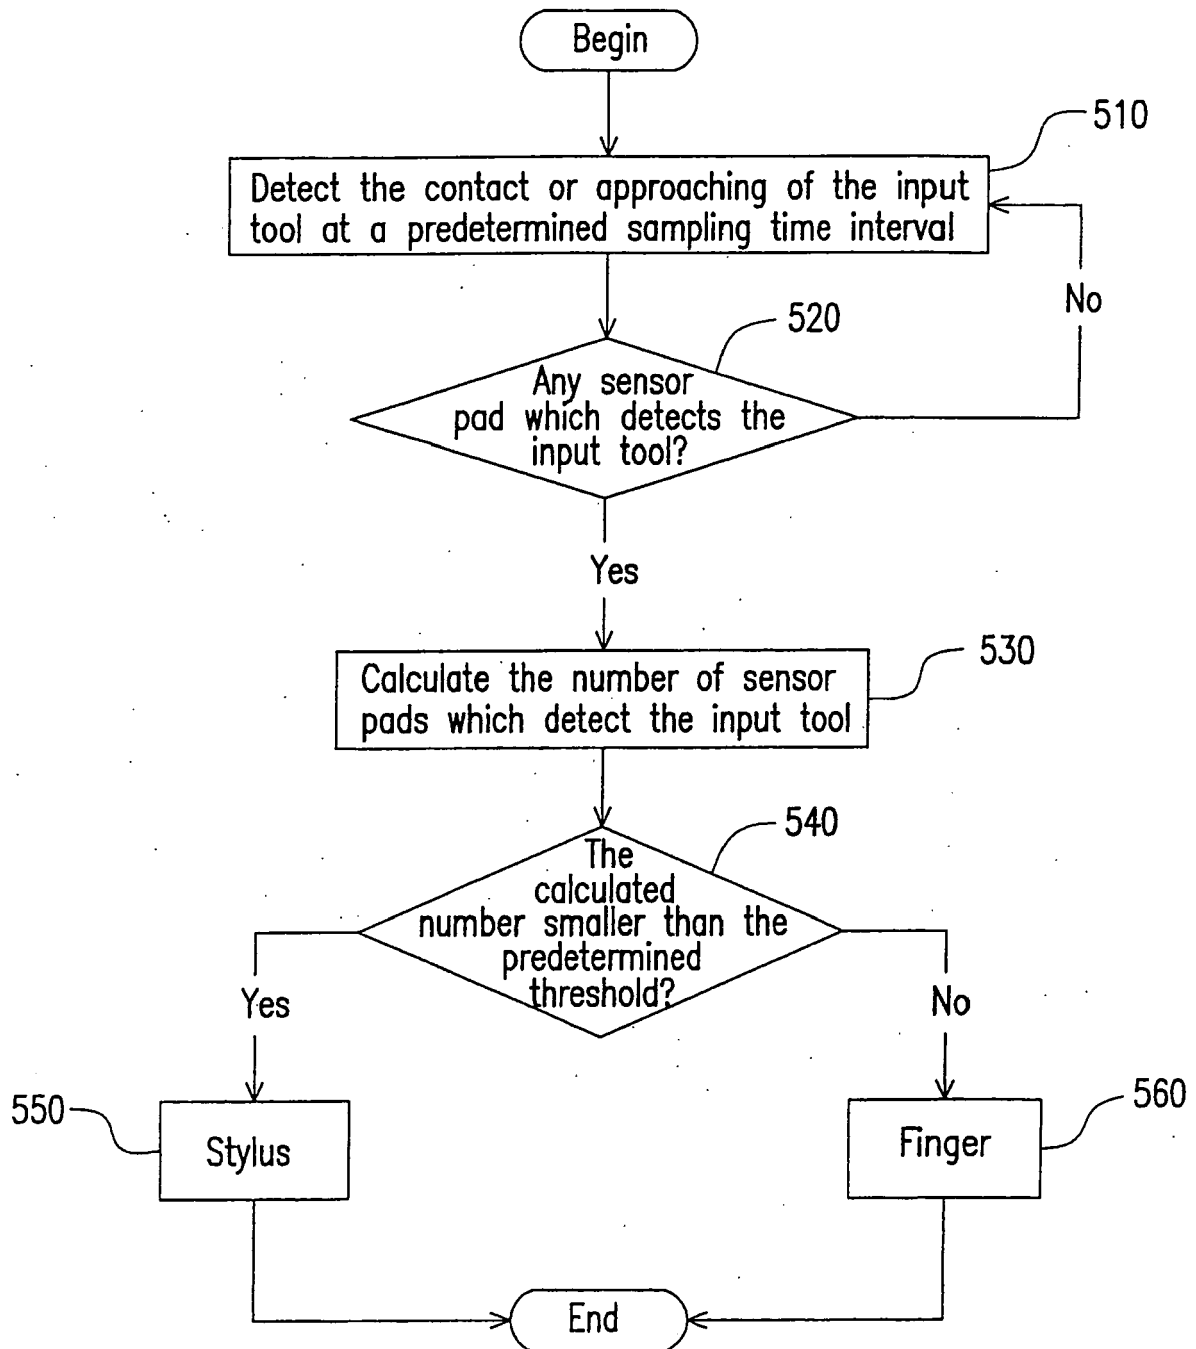 Begin
510
Detect the contact or approaching of the input
tool at a predetermined sampling time interval
No
520
Any sensor
pad which detects the
input tool?
Yes
530
Calculate the number of sensor
pads which detect the input tool
540
The
calculated
number smaller than the
predetermined
threshold?
Yes
No
550
Stylus
560
Finger
End